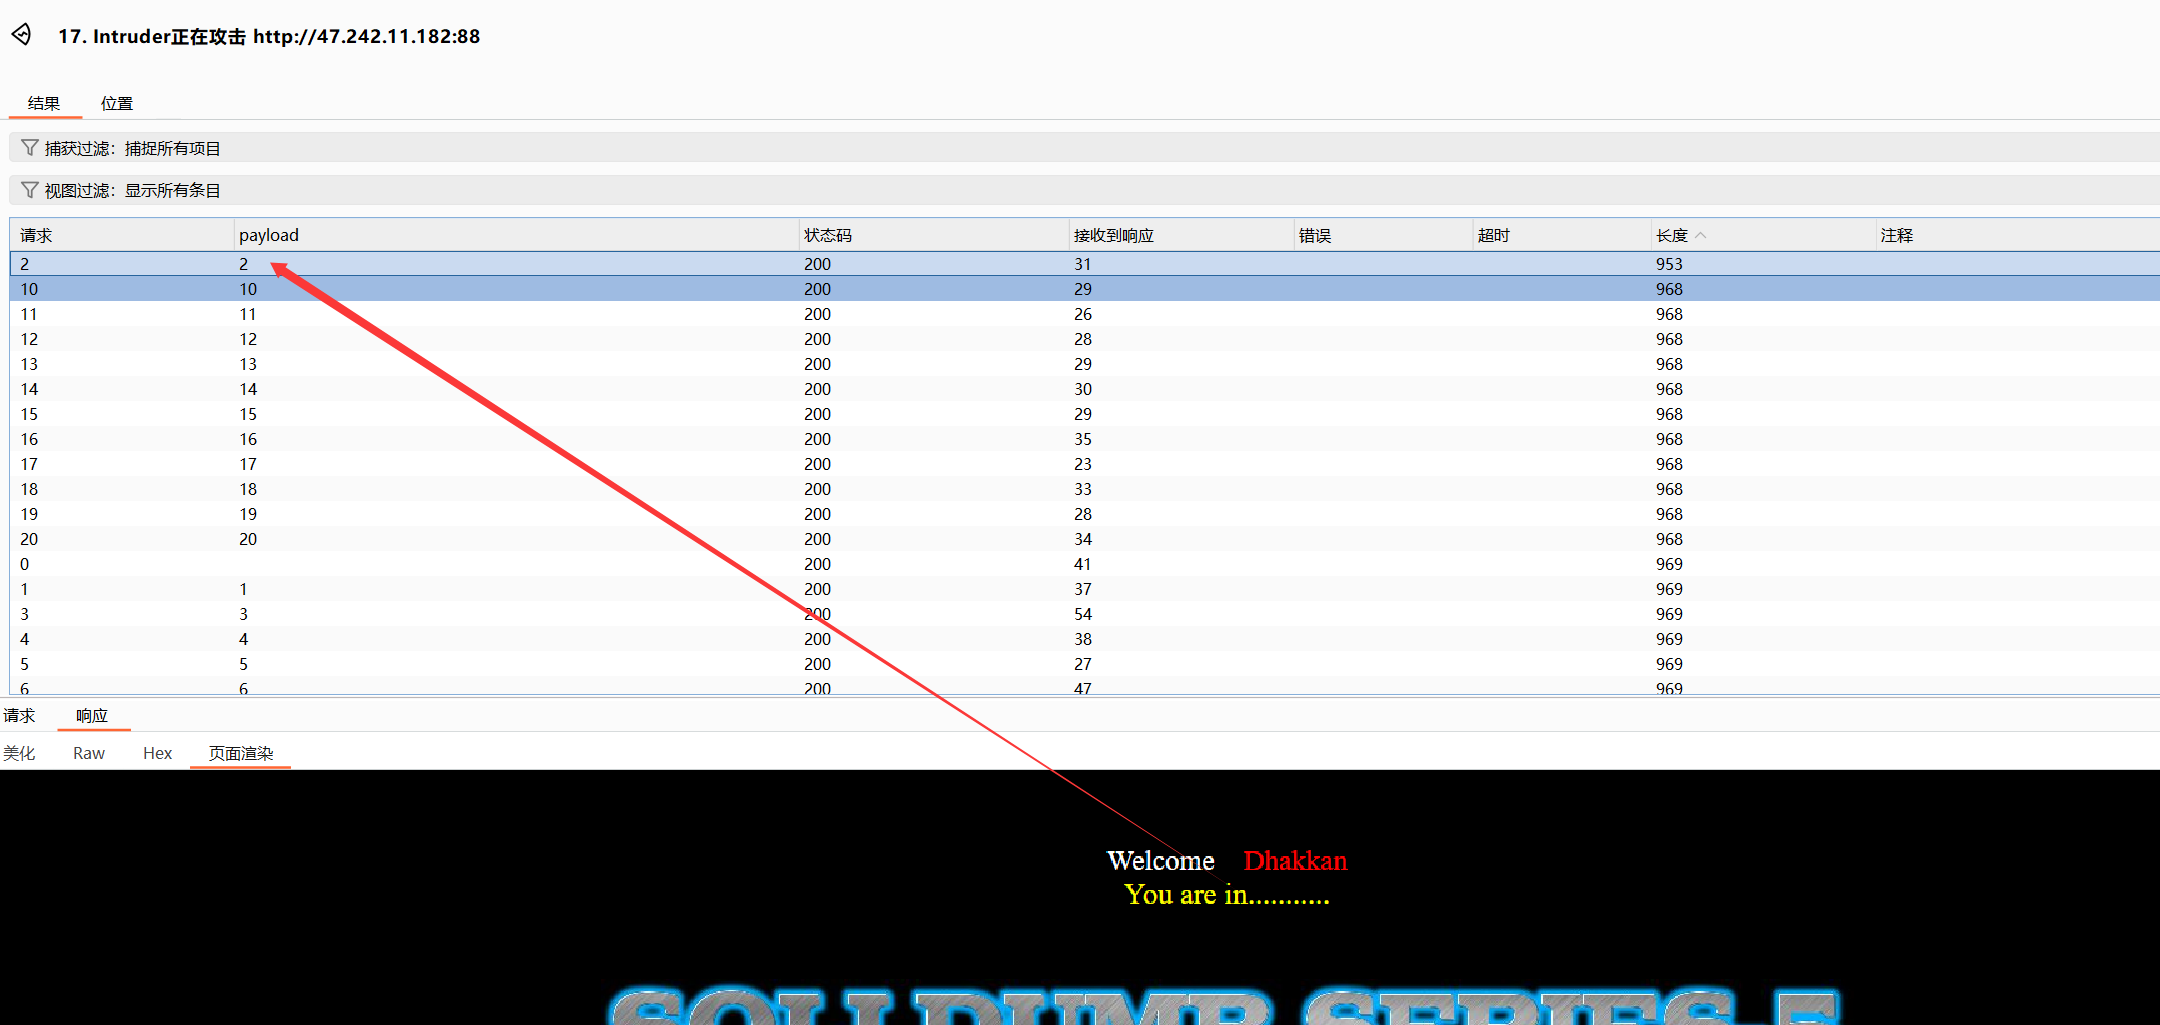 17. Intruder正在攻击 http://47.242.11.182:88
结果 位置
捕获过滤：捕捉所有项目
视图过滤：显示所有条目
请求 payload 状态码 接收到响应 错误 超时 长度 注释
2 2 200 31 953
10 10 200 29 968
11 11 200 26 968
12 12 200 28 968
13 13 200 29 968
14 14 200 30 968
15 15 200 29 968
16 16 200 35 968
17 17 200 23 968
18 18 200 33 968
19 19 200 28 968
20 20 200 34 968
0 200 41 969
1 1 200 37 969
3 3 200 54 969
4 4 200 38 969
5 5 200 27 969
6 6 200 47 969
请求 响应
美化 Raw Hex 页面渲染
Welcome Dhakkan
You are in...........
SQLI DUMB SERIES-5